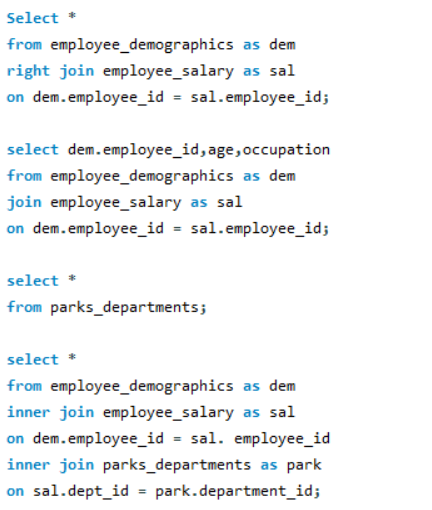 Select *
from employee_demographics as dem
right join employee_salary as sal
on dem.employee_id = sal.employee_id;
select dem.employee_id,age,occupation
from employee_demographics as dem
join employee_salary as sal
on dem.employee_id = sal.employee_id;
select *
from parks_departments;
select *
from employee_demographics as dem
inner join employee_salary as sal
on dem.employee_id = sal. employee_id
inner join parks_departments as park
on sal.dept_id = park.department_id;